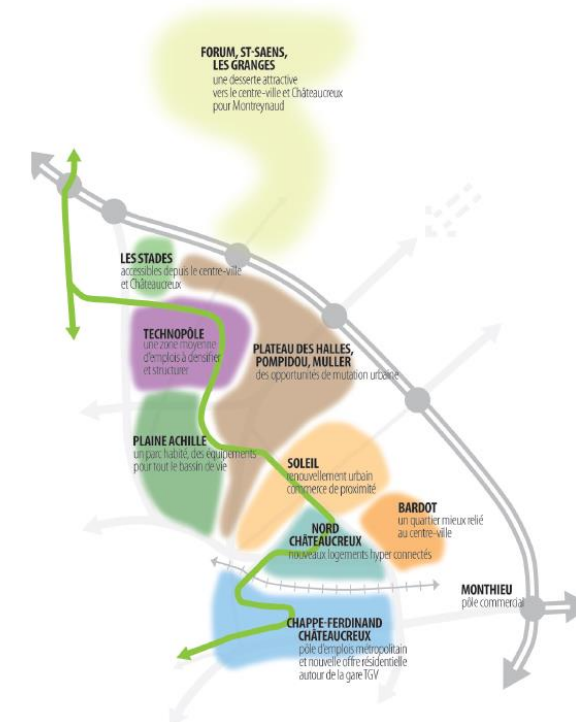 FORUM, ST-SAENS,
LES GRANGES
une desserte attractive
vers le centre-ville et Châteaucreux
pour Montreynaud
LES STADES
accessibles depuis le centre-ville
et Châteaucreux
TECHNOPÔLE
une zone moyenne
d'emplois à densifier
et structurer
PLATEAU DES HALLES,
POMPIDOU, MULLER
des opportunités de mutation urbaine
PLAINE ACHILLE
un parc habité, des équipements
pour tout le bassin de vie
SOLEIL
renouvellement urbain
commerce de proximité
BARDOT
un quartier mieux relié
au centre-ville
NORD
CHÂTEAUCREUX
nouveaux logements hyper connectés
MONTHIEU
pôle commercial
CHAPPE-FERDINAND
CHÂTEAUCREUX
pôle d'emplois métropolitain
et nouvelle offre résidentielle
autour de la gare TGV